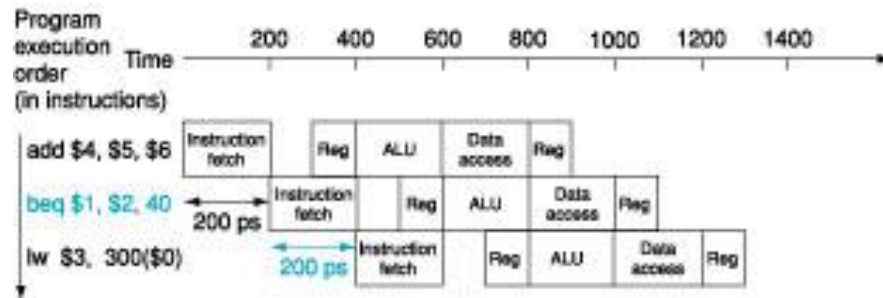 Program
execution
order
(in instructions)
Time
200 400 600 800 1000 1200 1400
add $4, $5, $6
Instruction
fetch
Reg
ALU
Data
access
Reg
beq $1, $2, 40
200 ps
Instruction
fetch
Reg
ALU
Data
access
Reg
lw $3, 300($0)
200 ps
Instruction
fetch
Reg
ALU
Data
access
Reg